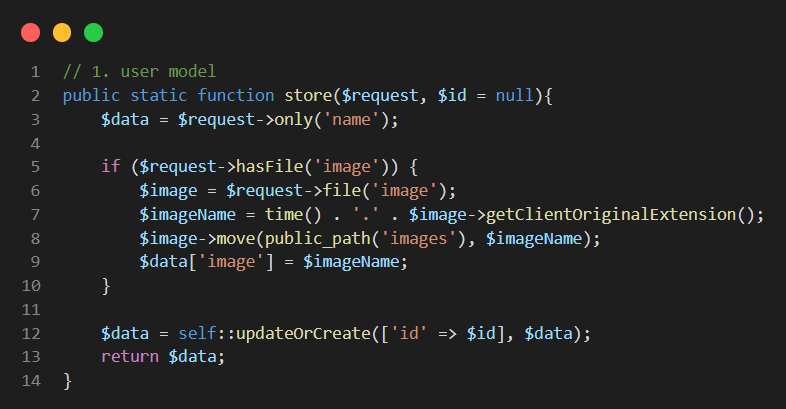 1 // 1. user model
2 public static function store($request, $id = null){
3     $data = $request->only('name');
4
5     if ($request->hasFile('image')) {
6         $image = $request->file('image');
7         $imageName = time() . '.' . $image->getClientOriginalExtension();
8         $image->move(public_path('images'), $imageName);
9         $data['image'] = $imageName;
10     }
11
12     $data = self::updateOrCreate(['id' => $id], $data);
13     return $data;
14 }